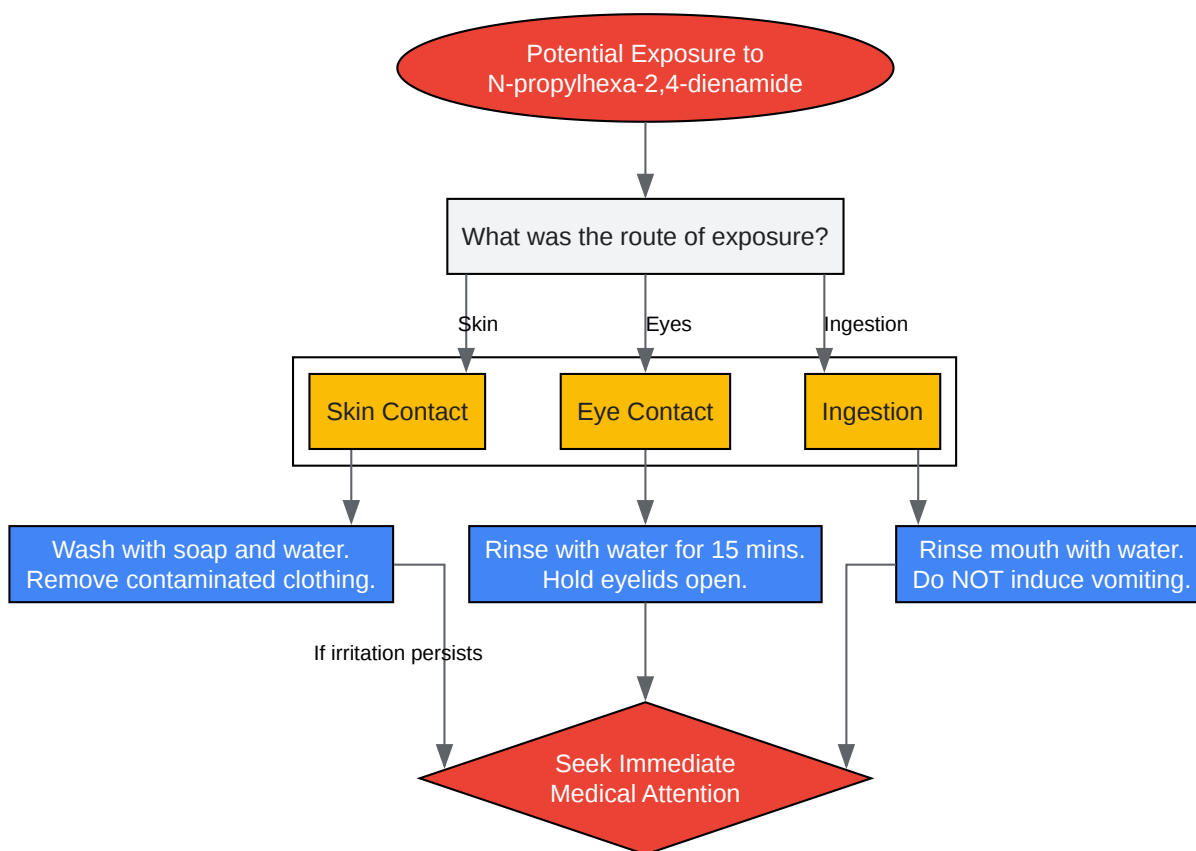 Potential Exposure to
N-propylhexa-2,4-dienamide
What was the route of exposure?
Skin
Eyes
Ingestion
Skin Contact
Eye Contact
Ingestion
Wash with soap and water.
Remove contaminated clothing.
Rinse with water for 15 mins.
Hold eyelids open.
Rinse mouth with water.
Do NOT induce vomiting.
If irritation persists
Seek Immediate
Medical Attention